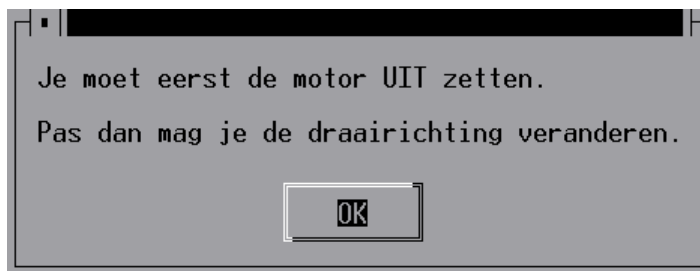 Je moet eerst de motor UIT zetten.
Pas dan mag je de draairichting veranderen.
OK